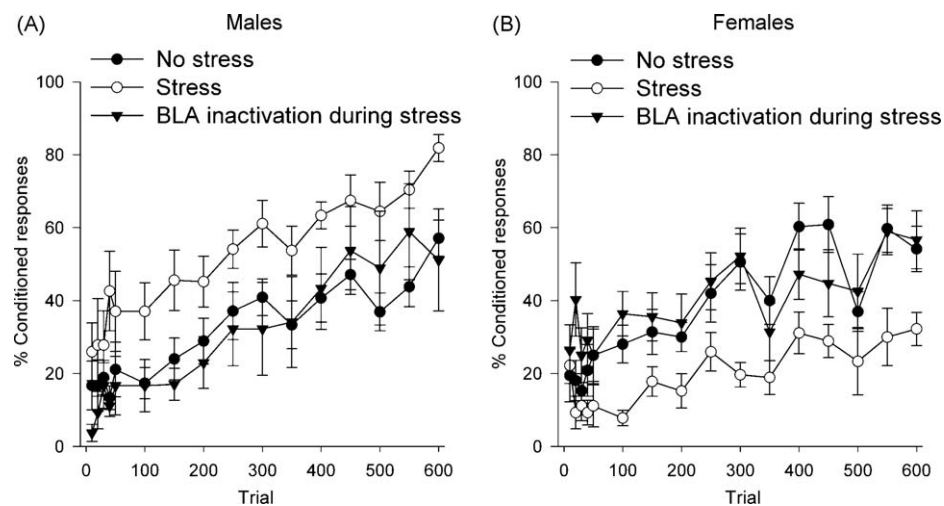 (A) Males
No stress
Stress
BLA inactivation during stress
100
80
60
40
20
0
% Conditioned responses
0 100 200 300 400 500 600
Trial
(B) Females
No stress
Stress
BLA inactivation during stress
100
80
60
40
20
0
% Conditioned responses
0 100 200 300 400 500 600
Trial